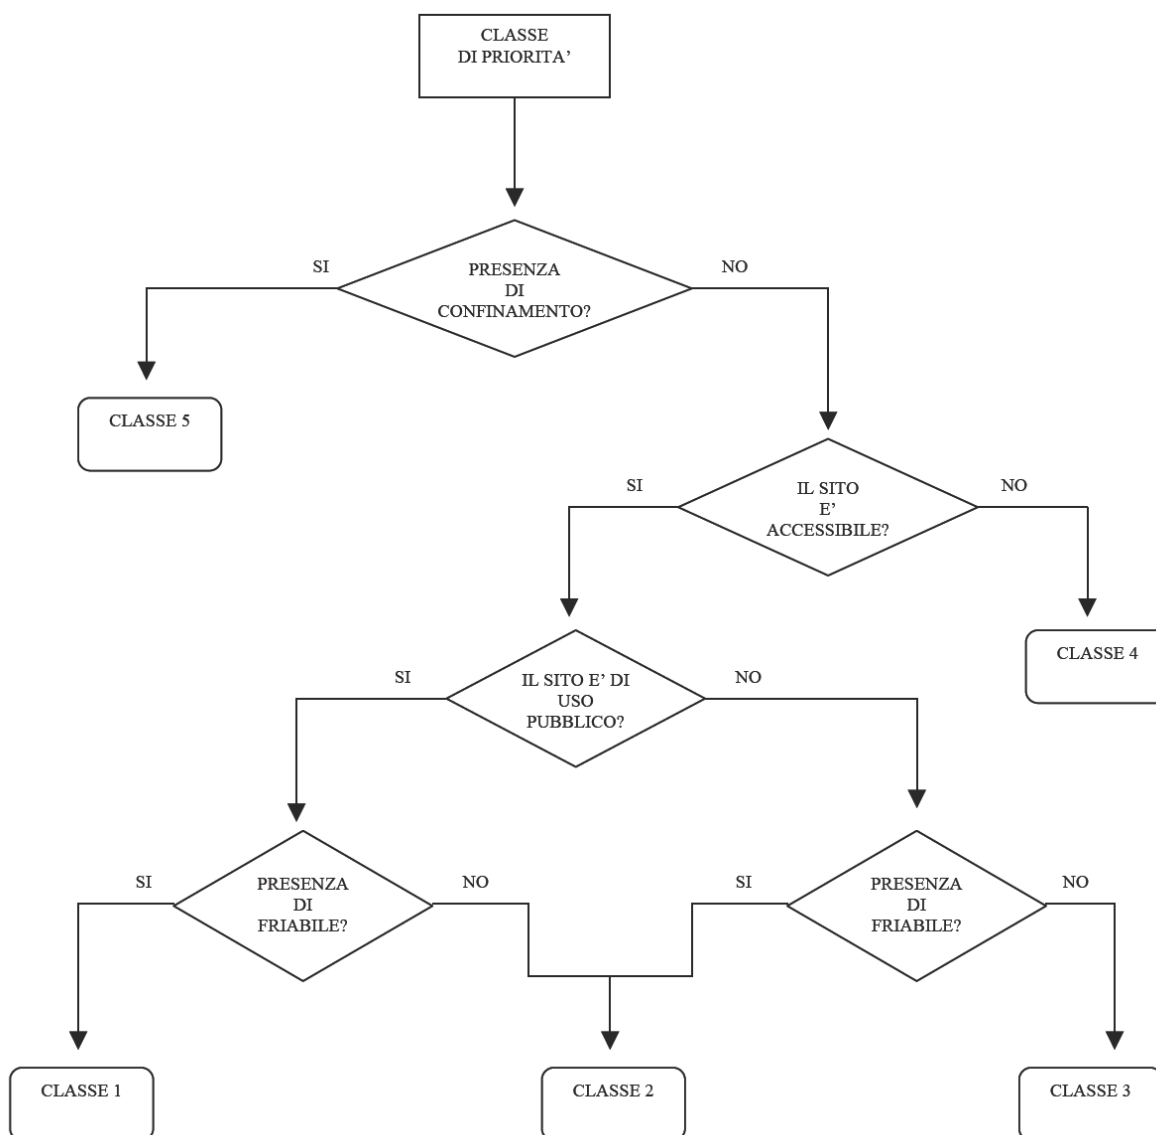 CLASSE
DI PRIORITA’
SI
NO
PRESENZA
DI
CONFINAMENTO?
CLASSE 5
SI
NO
IL SITO
E’
ACCESSIBILE?
CLASSE 4
SI
NO
IL SITO E’ DI
USO
PUBBLICO?
SI
NO
PRESENZA
DI
FRIABILE?
SI
NO
PRESENZA
DI
FRIABILE?
CLASSE 1
CLASSE 2
CLASSE 3